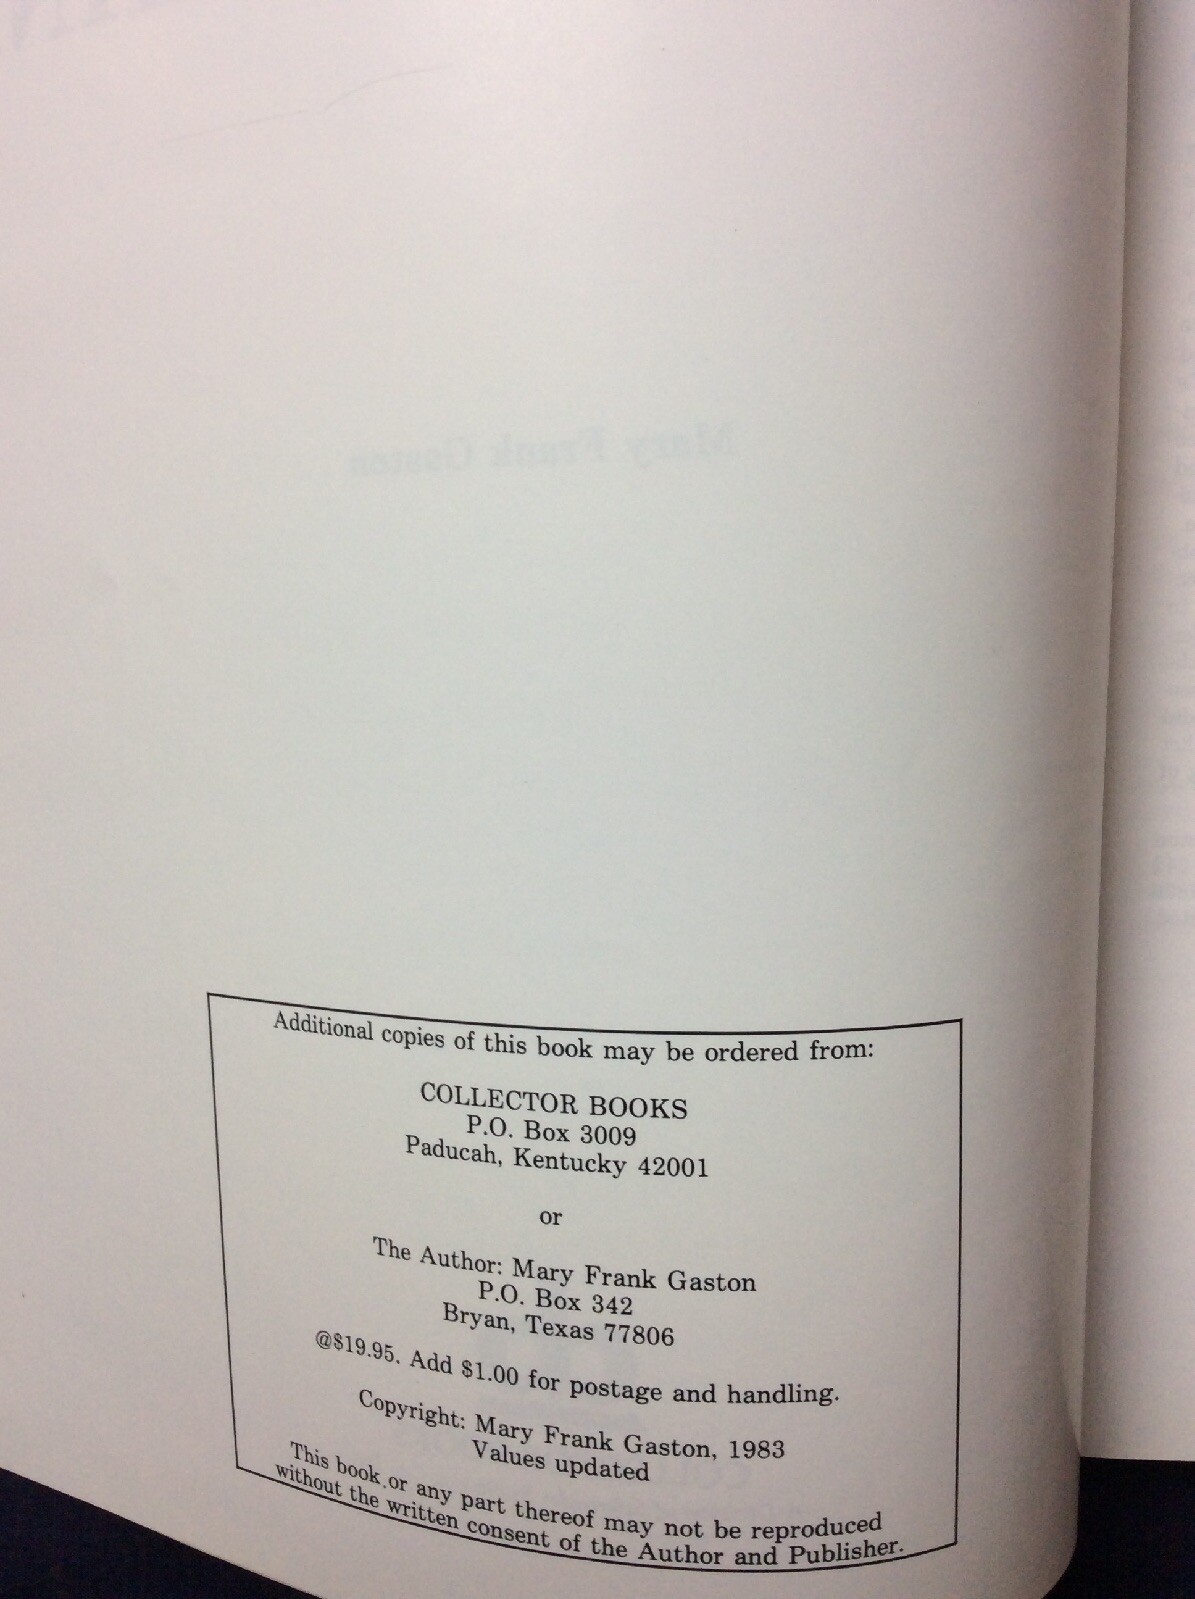 Mary Frank Gaston
Additional copies of this book may be ordered from:
COLLECTOR BOOKS
P.O. Box 3009
Paducah, Kentucky 42001
or
The Author: Mary Frank Gaston
P.O. Box 342
Bryan, Texas 77806
@$19.95. Add $1.00 for postage and handling.
Copyright: Mary Frank Gaston, 1983
Values updated
This book or any part thereof may not be reproduced
without the written consent of the Author and Publisher.